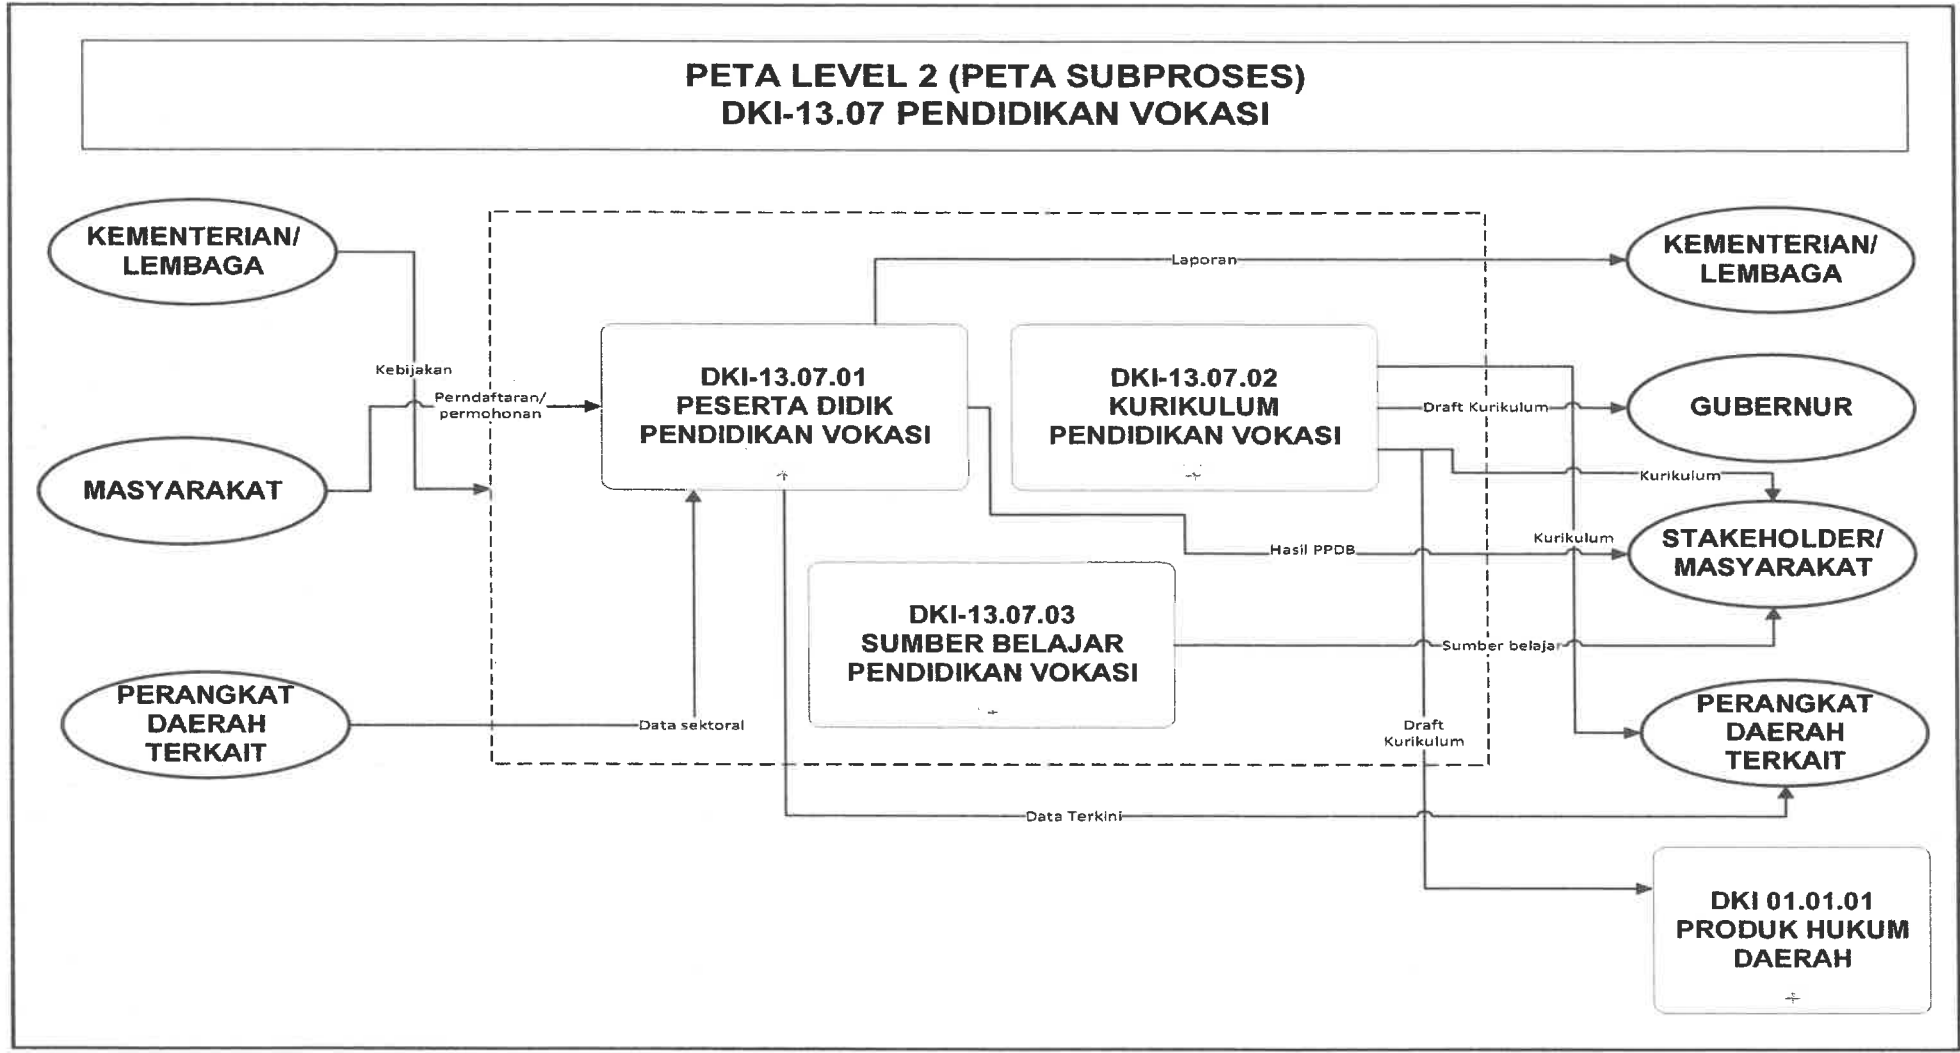 PETA LEVEL 2 (PETA SUBPROSES)
DKI-13.07 PENDIDIKAN VOKASI
KEMENTERIAN/
LEMBAGA
MASYARAKAT
PERANGKAT
DAERAH
TERKAIT
Kebijakan
Perndaftaran/
permohonan
Data sektoral
DKI-13.07.01
PESERTA DIDIK
PENDIDIKAN VOKASI
DKI-13.07.02
KURIKULUM
PENDIDIKAN VOKASI
DKI-13.07.03
SUMBER BELAJAR
PENDIDIKAN VOKASI
Laporan
Draft Kurikulum
Kurikulum
Hasil PPDB
Kurikulum
Sumber belajar
Draft
Kurikulum
Data Terkini
KEMENTERIAN/
LEMBAGA
GUBERNUR
STAKEHOLDER/
MASYARAKAT
PERANGKAT
DAERAH
TERKAIT
DKI 01.01.01
PRODUK HUKUM
DAERAH